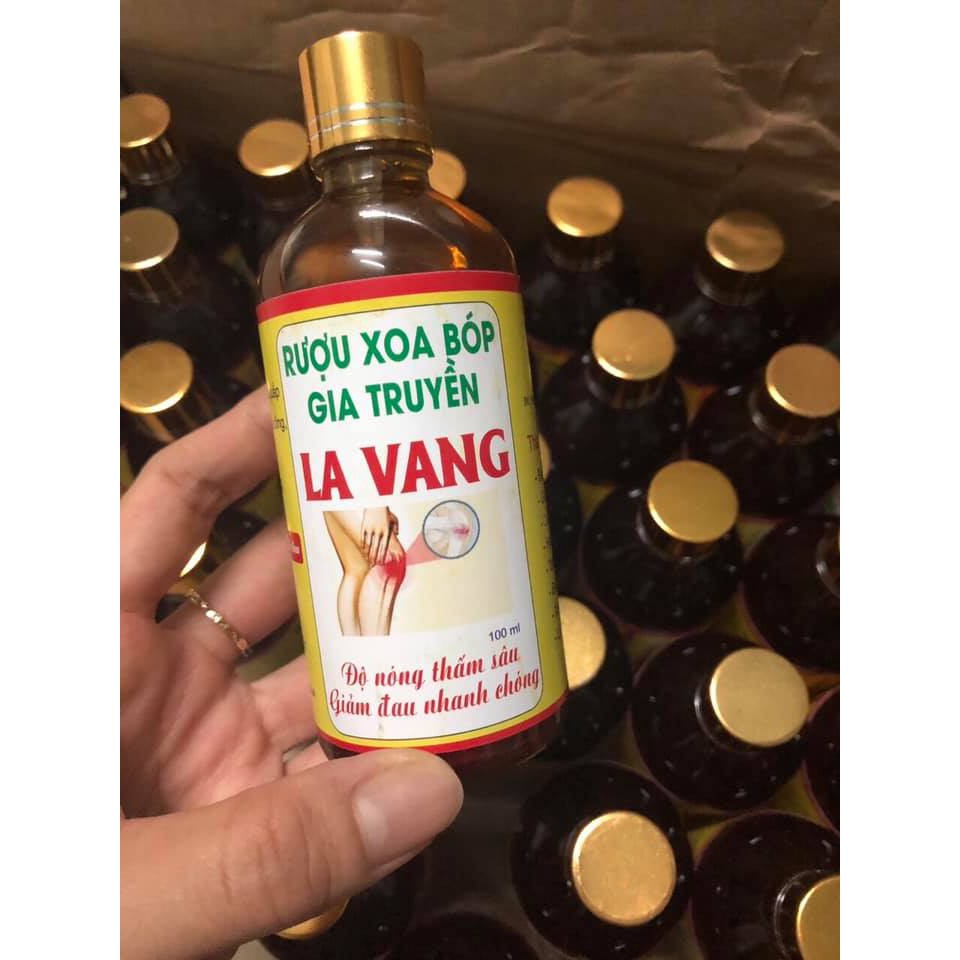 RƯỢU XOA BÓP
GIA TRUYỀN
LA VANG
100 ml
Độ nóng thấm sâu
Giảm đau nhanh chóng